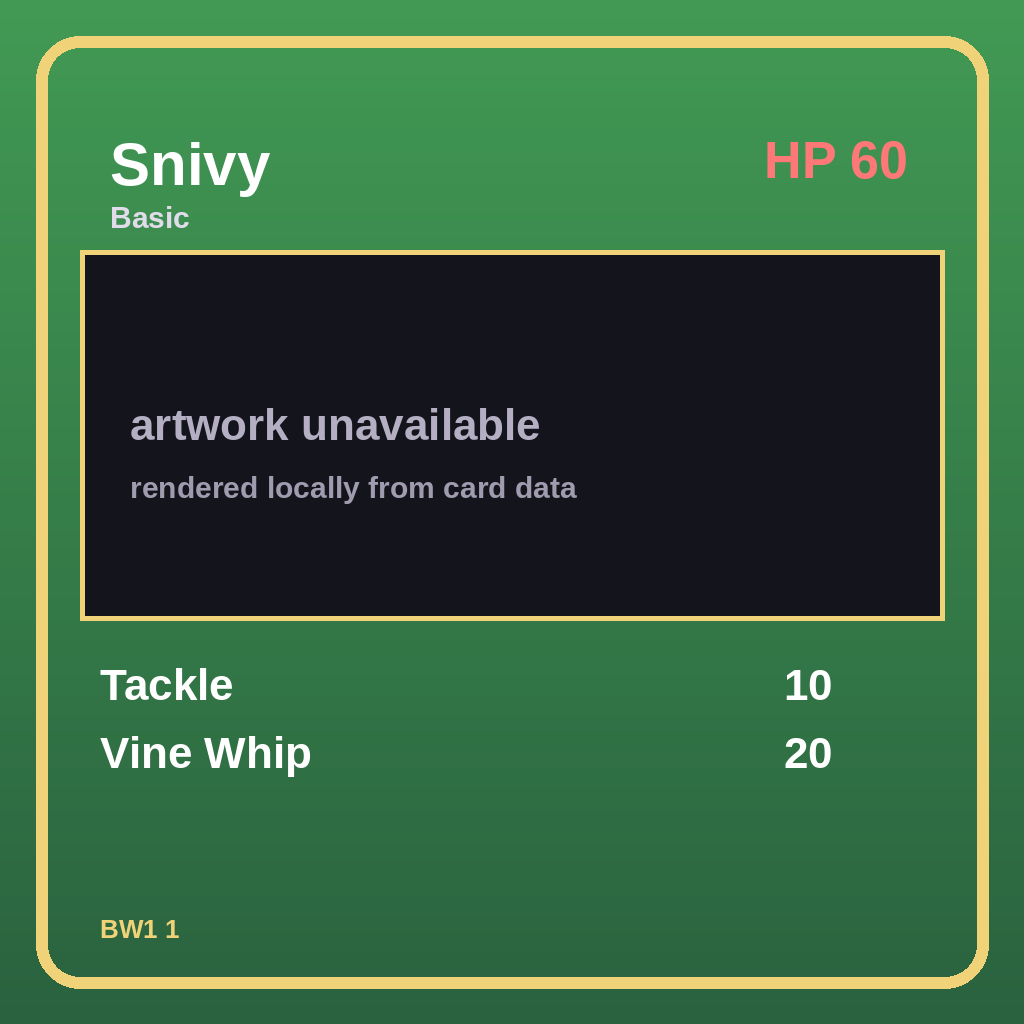 Snivy HP 60
Basic
artwork unavailable
rendered locally from card data
Tackle 10
Vine Whip 20
BW1 1